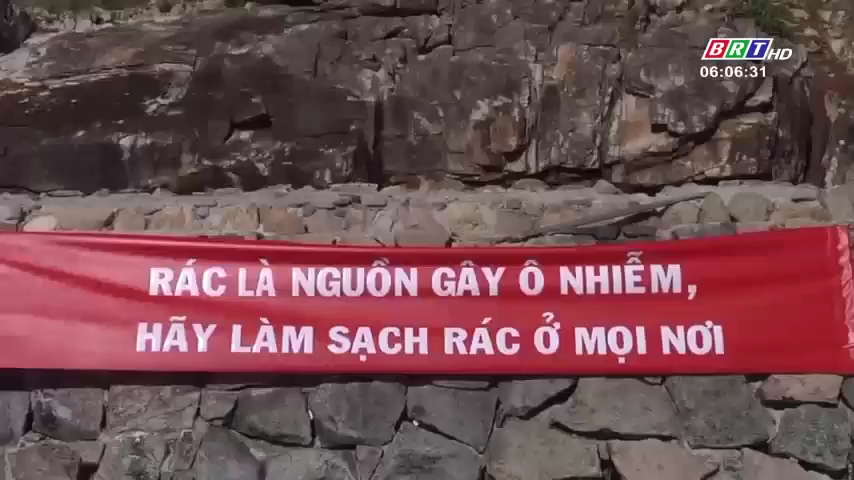 BRT HD
06:06:31
RÁC LÀ NGUỒN GÂY Ô NHIỄM,
HÃY LÀM SẠCH RÁC Ở MỌI NƠI